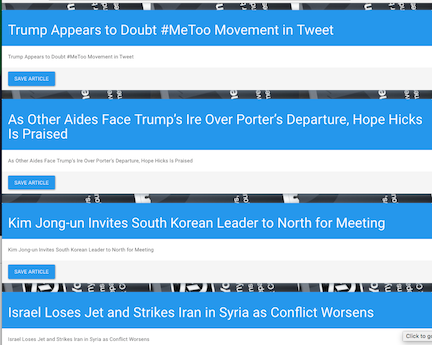 Trump Appears to Doubt #MeToo Movement in Tweet
Trump Appears to Doubt #MeToo Movement in Tweet
SAVE ARTICLE
As Other Aides Face Trump's Ire Over Porter's Departure, Hope Hicks
Is Praised
As Other Aides Face Trump's Ire Over Porter's Departure, Hope Hicks Is Praised
SAVE ARTICLE
Kim Jong-un Invites South Korean Leader to North for Meeting
Kim Jong-un Invites South Korean Leader to North for Meeting
SAVE ARTICLE
Israel Loses Jet and Strikes Iran in Syria as Conflict Worsens
Israel Loses Jet and Strikes Iran in Syria as Conflict Worsens
Click to